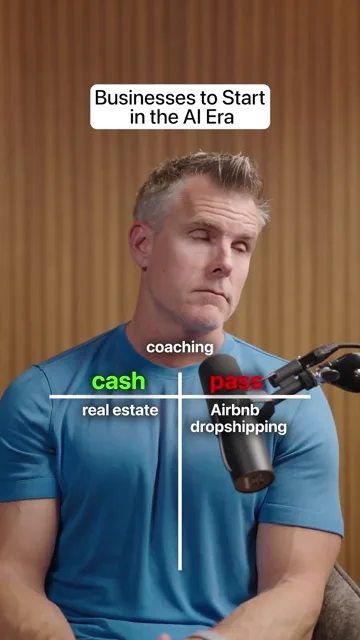 Businesses to Start
in the AI Era
coaching
cash
pass
real estate
Airbnb
dropshipping